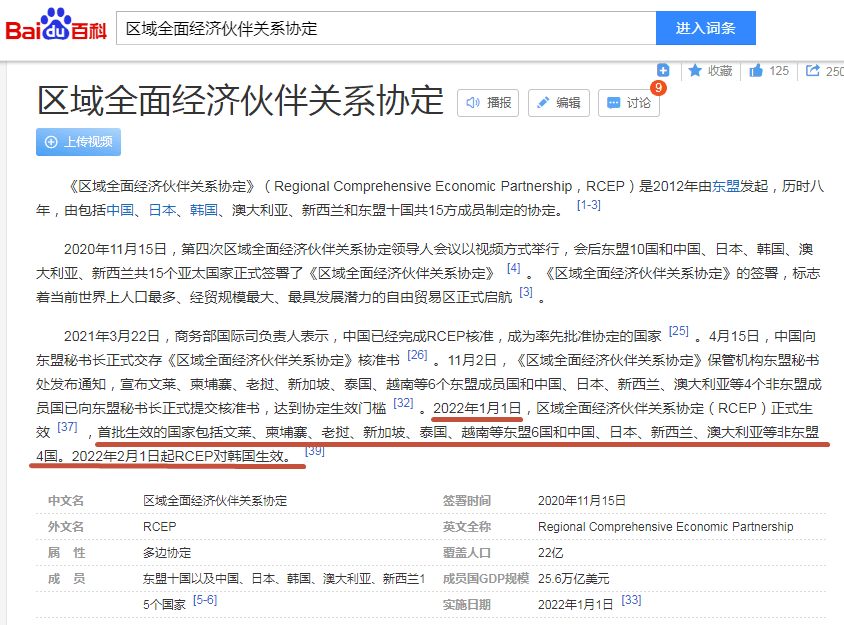 Bai du 百科 区域全面经济伙伴关系协定 进入词条
收藏 125 250
区域全面经济伙伴关系协定 播报 编辑 讨论 9
上传视频
《区域全面经济伙伴关系协定》（Regional Comprehensive Economic Partnership，RCEP）是2012年由东盟发起，历时八
年，由包括中国、日本、韩国、澳大利亚、新西兰和东盟十国共15方成员制定的协定。 [1-3]
2020年11月15日，第四次区域全面经济伙伴关系协定领导人会议以视频方式举行，会后东盟10国和中国、日本、韩国、澳
大利亚、新西兰共15个亚太国家正式签署了《区域全面经济伙伴关系协定》 [4] 。《区域全面经济伙伴关系协定》的签署，标志
着当前世界上人口最多、经贸规模最大、最具发展潜力的自由贸易区正式启航 [3] 。
2021年3月22日，商务部国际司负责人表示，中国已经完成RCEP核准，成为率先批准协定的国家 [25] 。4月15日，中国向
东盟秘书长正式交存《区域全面经济伙伴关系协定》核准书 [26] 。11月2日，《区域全面经济伙伴关系协定》保管机构东盟秘书
处发布通知，宣布文莱、柬埔寨、老挝、新加坡、泰国、越南等6个东盟成员国和中国、日本、新西兰、澳大利亚等4个非东盟成
员国已向东盟秘书长正式提交核准书，达到协定生效门槛 [32] 。2022年1月1日，区域全面经济伙伴关系协定（RCEP）正式生
效 [37] ，首批生效的国家包括文莱、柬埔寨、老挝、新加坡、泰国、越南等东盟6国和中国、日本、新西兰、澳大利亚等非东盟
4国。2022年2月1日起RCEP对韩国生效。 [39]
中文名 区域全面经济伙伴关系协定 签署时间 2020年11月15日
外文名 RCEP 英文全称 Regional Comprehensive Economic Partnership
属 性 多边协定 覆盖人口 22亿
成 员 东盟十国以及中国、日本、韩国、澳大利亚、新西兰1 成员国GDP规模 25.6万亿美元
5个国家 [5-6] 实施日期 2022年1月1日 [33]